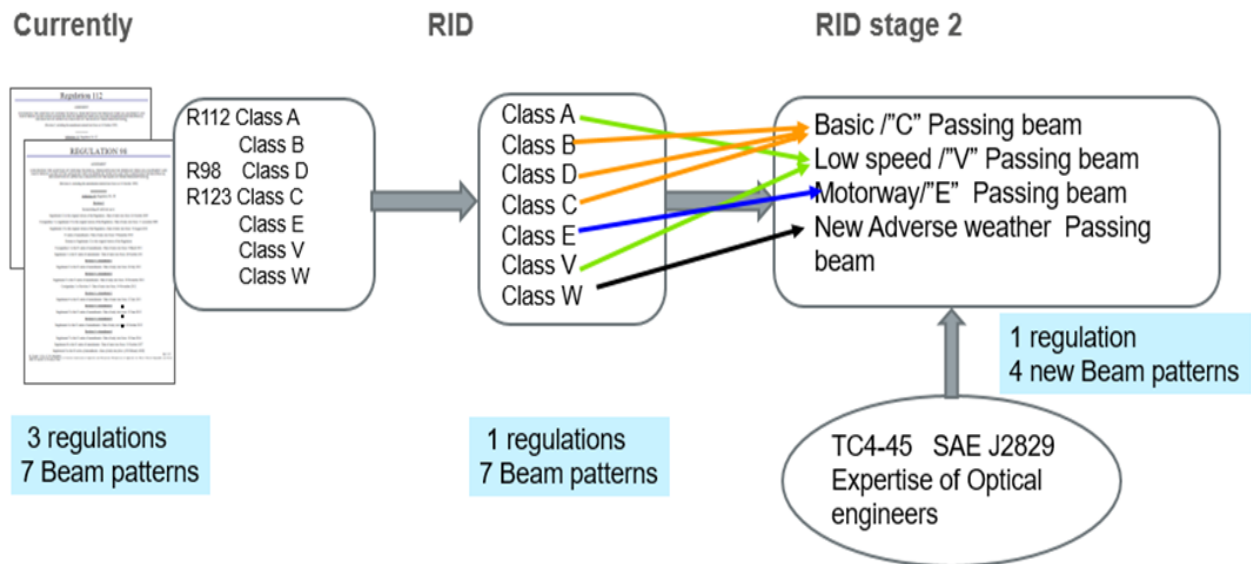 Currently
RID
RID stage 2
Regulation 112
REGULATION 98
R112 Class A
Class B
R98 Class D
R123 Class C
Class E
Class V
Class W
3 regulations
7 Beam patterns
Class A
Class B
Class D
Class C
Class E
Class V
Class W
1 regulations
7 Beam patterns
Basic /”C” Passing beam
Low speed /”V” Passing beam
Motorway/”E” Passing beam
New Adverse weather Passing
beam
1 regulation
4 new Beam patterns
TC4-45 SAE J2829
Expertise of Optical
engineers